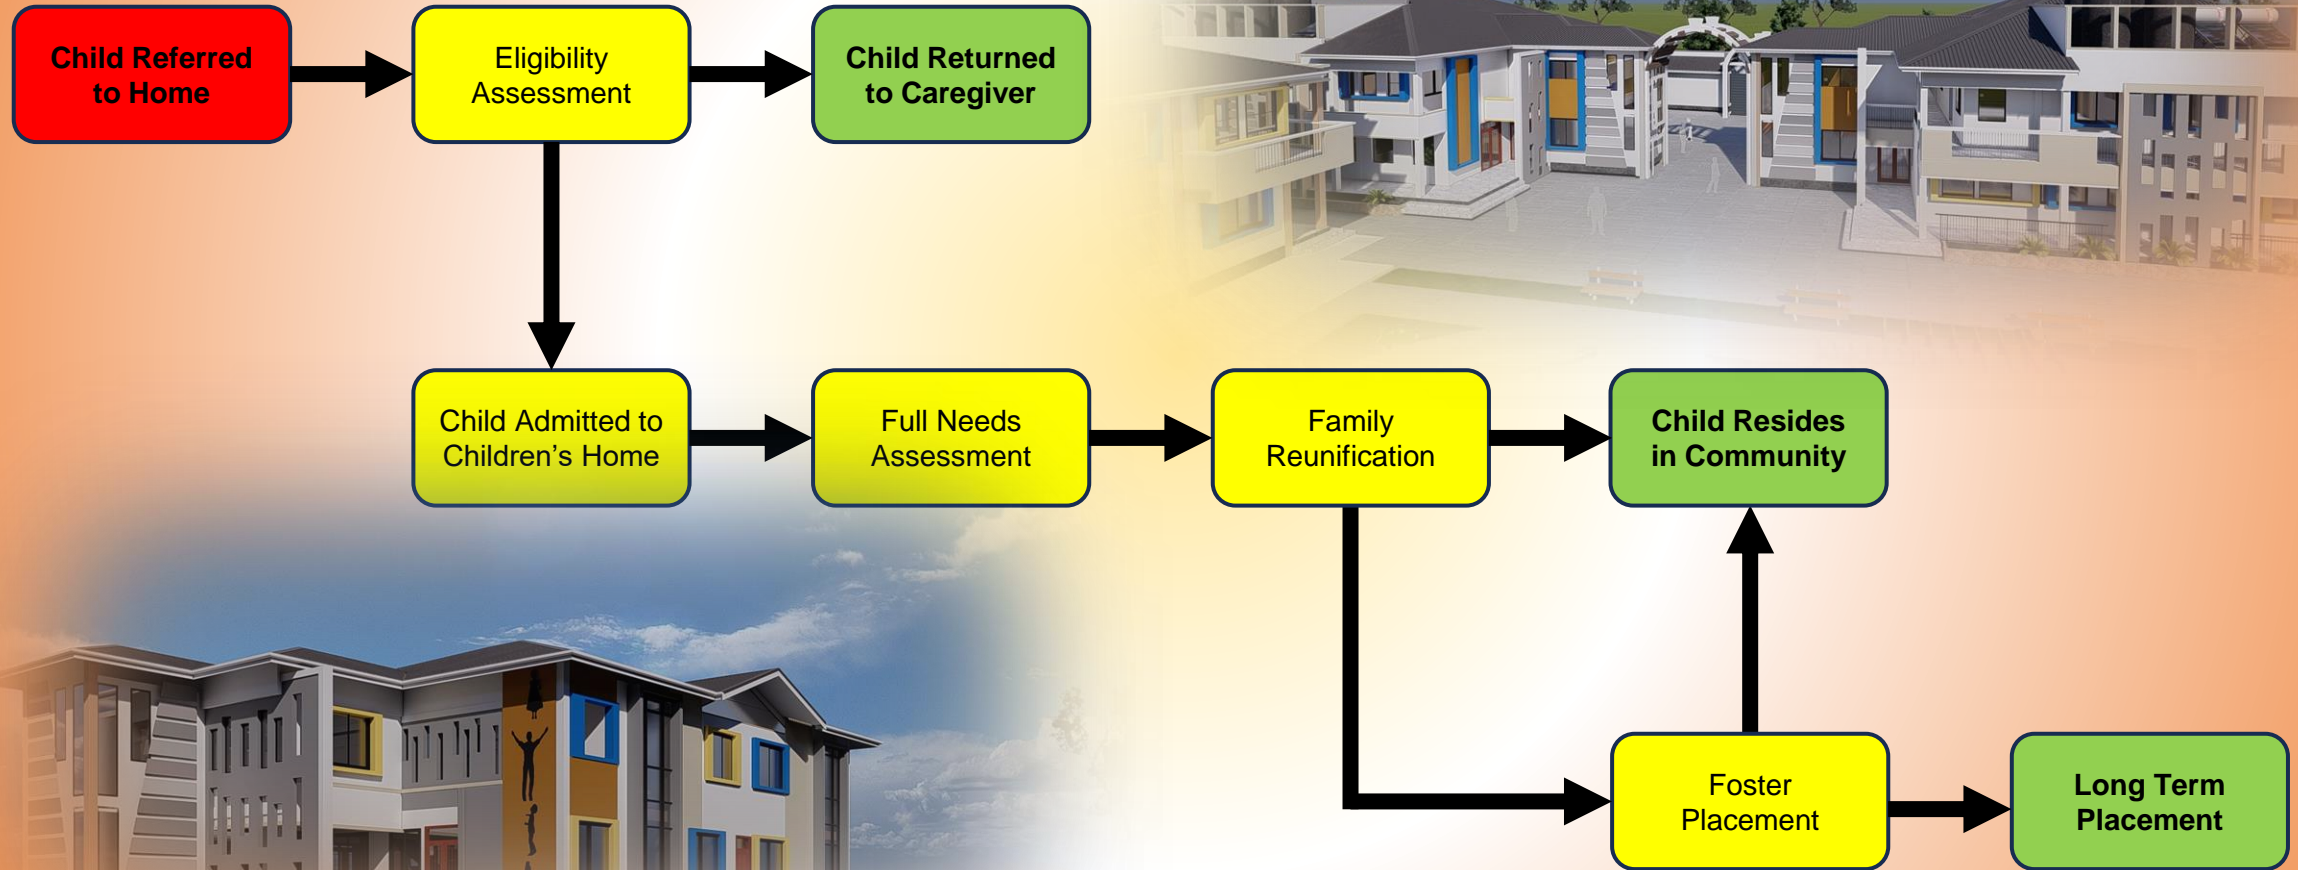 Child Referred
to Home
Eligibility
Assessment
Child Returned
to Caregiver
Child Admitted to
Children’s Home
Full Needs
Assessment
Family
Reunification
Child Resides
in Community
Foster
Placement
Long Term
Placement